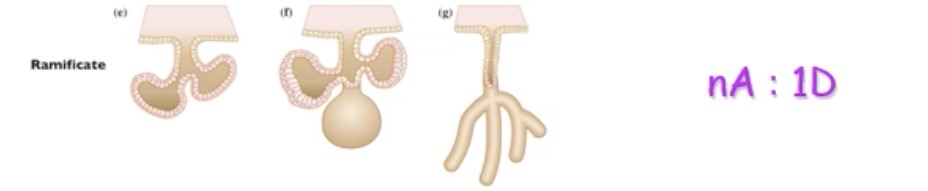 (e) (f) (g)
Ramificate
nA : 1D